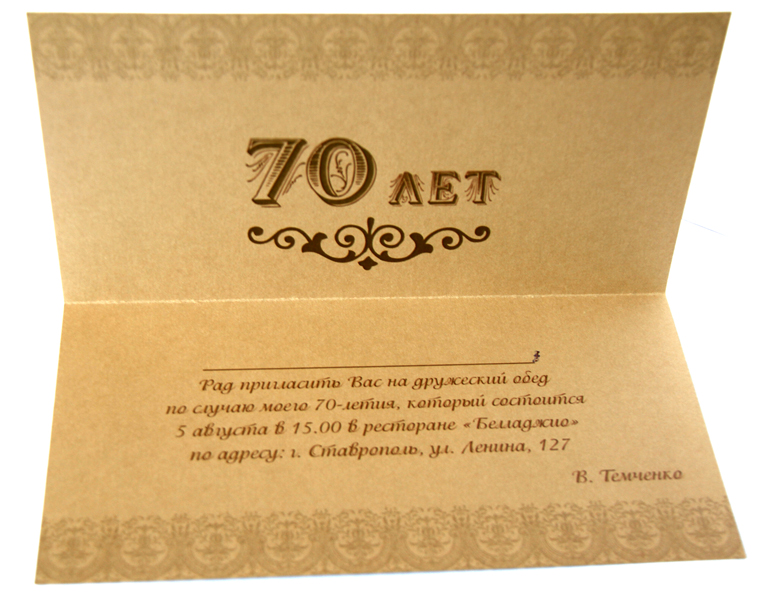 70 ЛЕТ
Рад пригласить Вас на дружеский обед
по случаю моего 70-летия, который состоится
5 августа в 15.00 в ресторане «Белладжио»
по адресу: г. Ставрополь, ул. Ленина, 127
В. Темченко